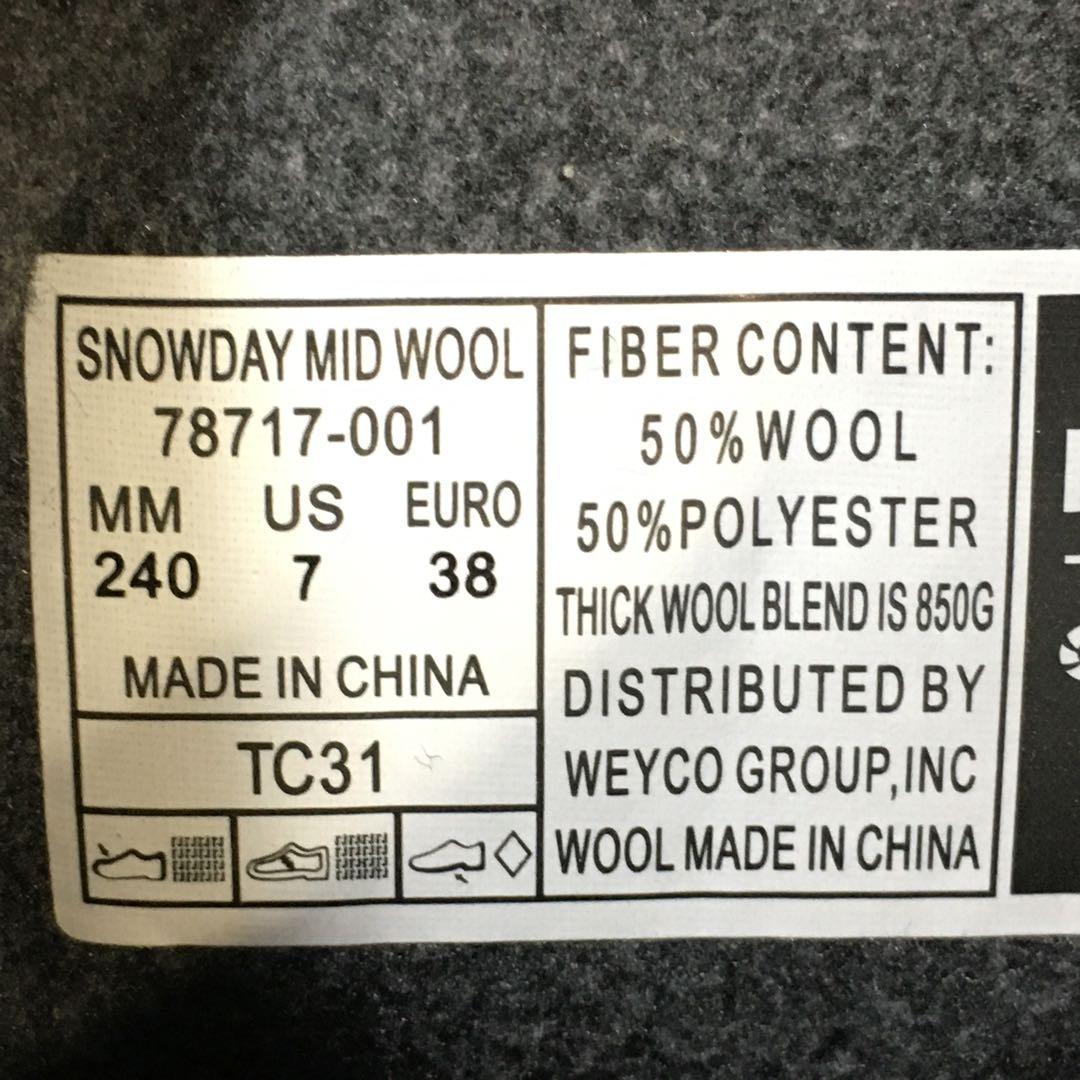 SNOWDAY MID WOOL
78717-001
MM US EURO
240 7 38
MADE IN CHINA
TC31
FIBER CONTENT:
50%WOOL
50%POLYESTER
THICK WOOL BLEND IS 850G
DISTRIBUTED BY
WEYCO GROUP,INC
WOOL MADE IN CHINA